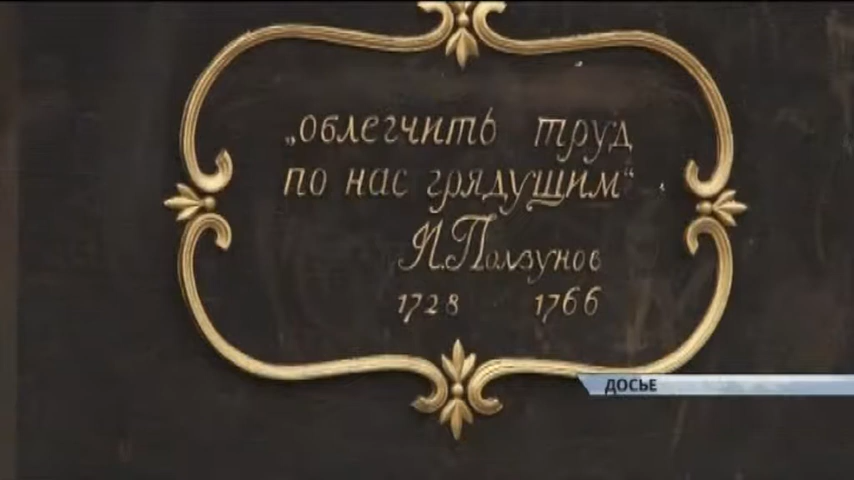 „облегчить труд
по нас грядущим“
И. Ползунов
1728 1766
ДОСЬЕ